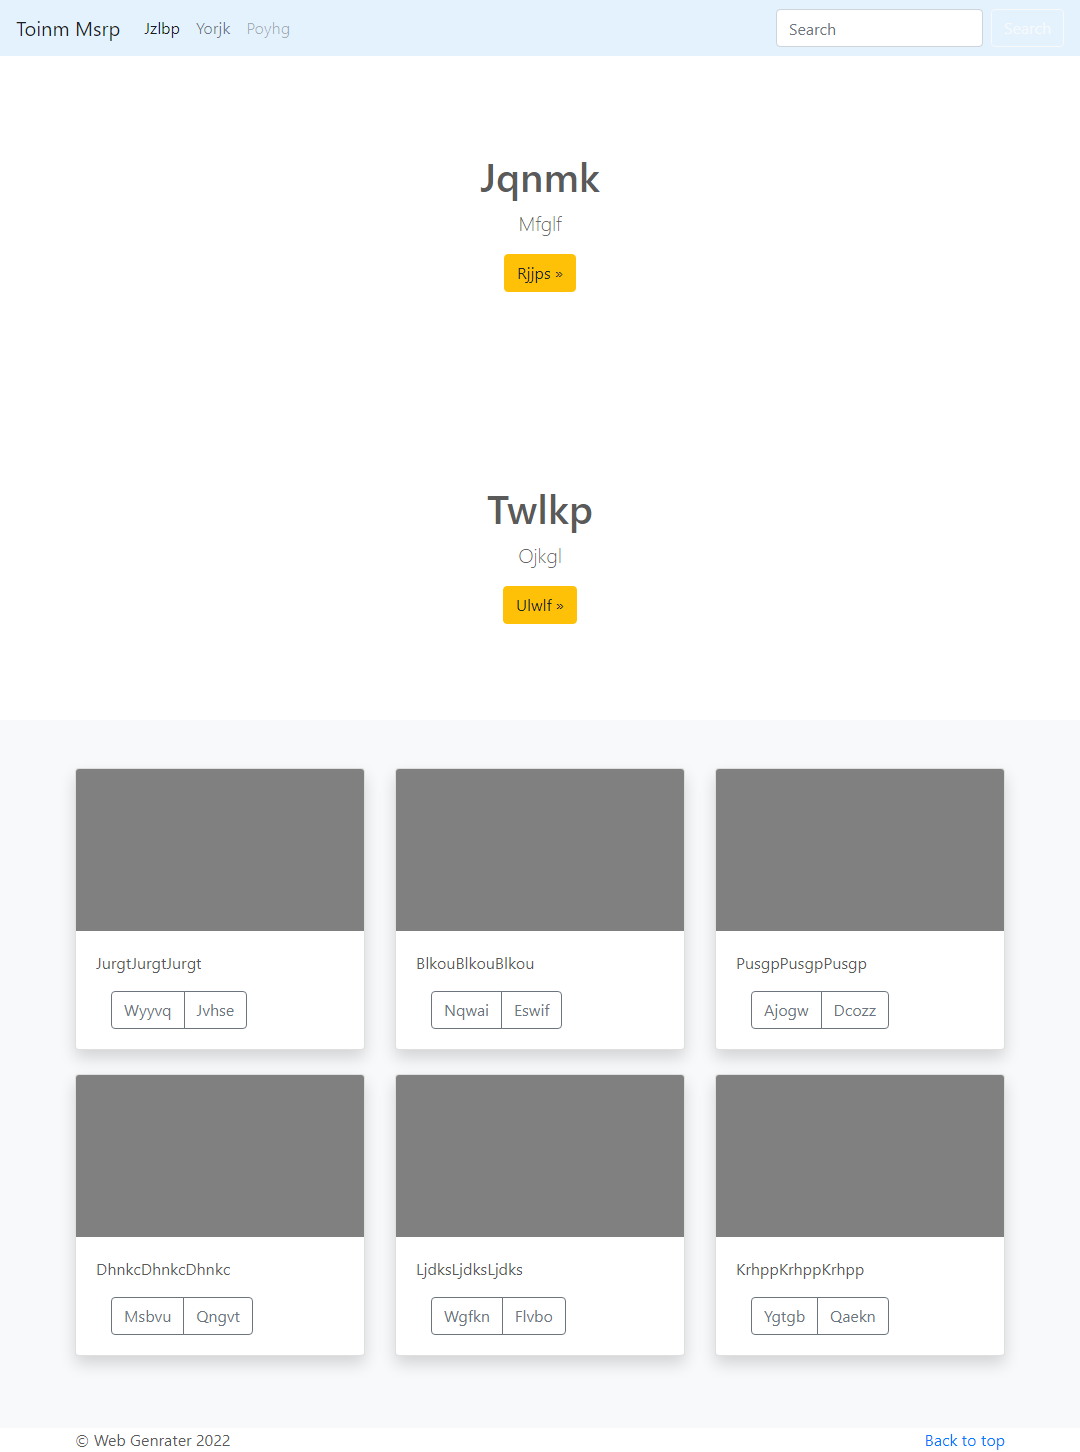 Toinm Msrp Jzlbp Yorjk Poyhg Search Search
Jqnmk
Mfglf
Rjjps »
Twlkp
Ojkgl
Ulwlf »
JurgtJurgtJurgt BlkouBlkouBlkou PusgpPusgpPusgp
Wyyvq Jvhse Nqwai Eswif Ajogw Dcozz
DhnkcDhnkcDhnkc LjdksLjdksLjdks KrhppKrhppKrhpp
Msbvu Qngvt Wgfkn Flvbo Ygtgb Qaekn
© Web Genrater 2022 Back to top